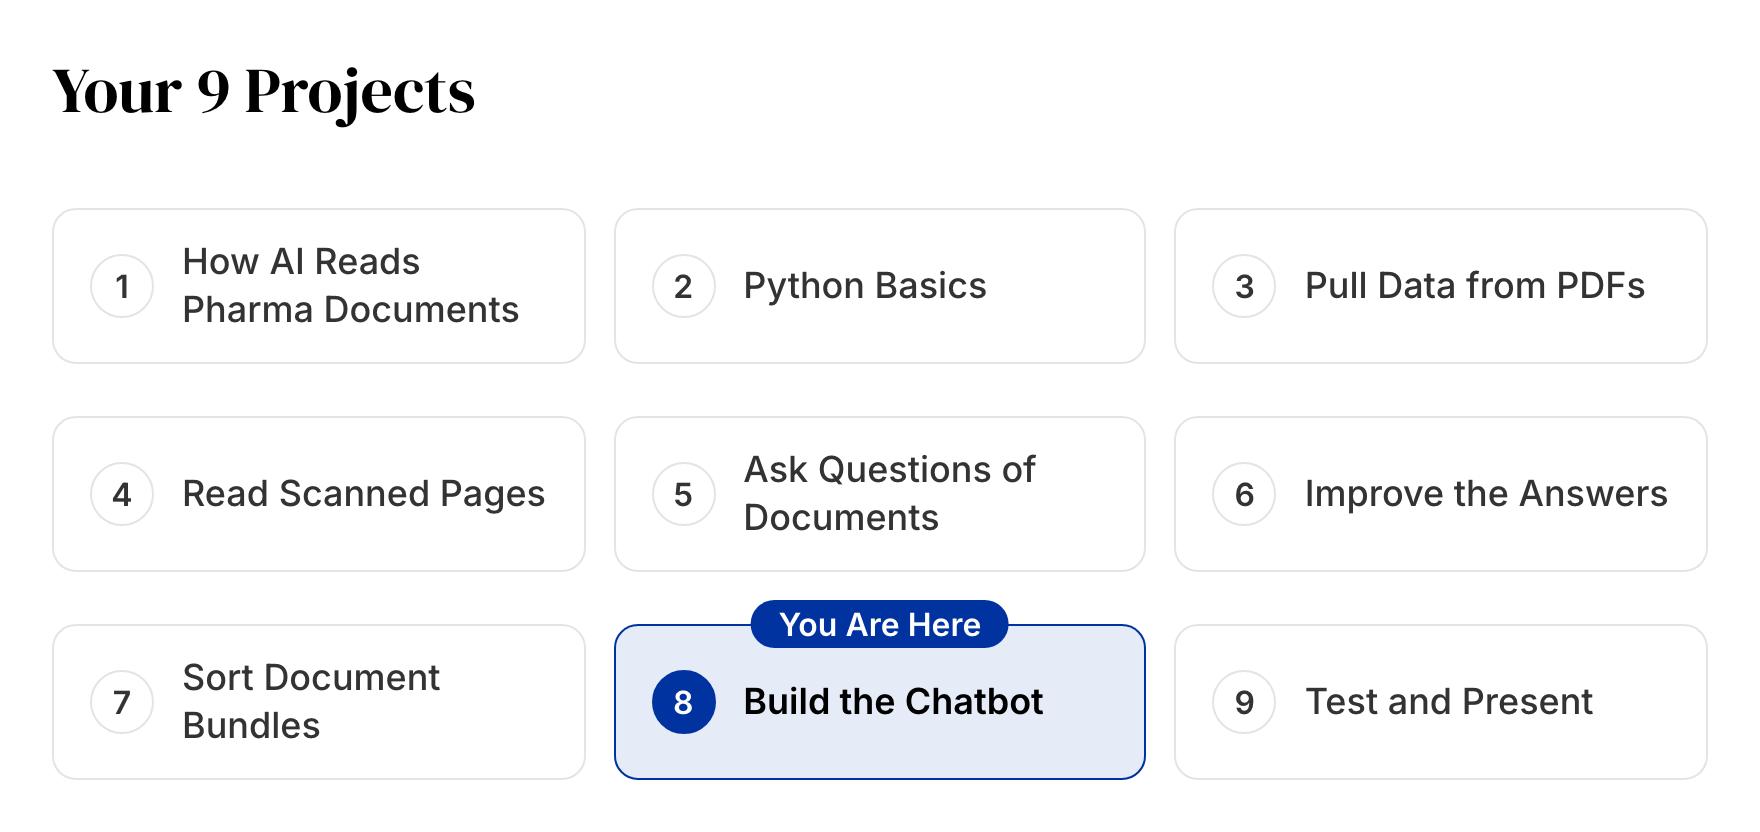 Your 9 Projects
1
How AI Reads
Pharma Documents
2
Python Basics
3
Pull Data from PDFs
4
Read Scanned Pages
5
Ask Questions of
Documents
6
Improve the Answers
7
Sort Document
Bundles
You Are Here
8
Build the Chatbot
9
Test and Present